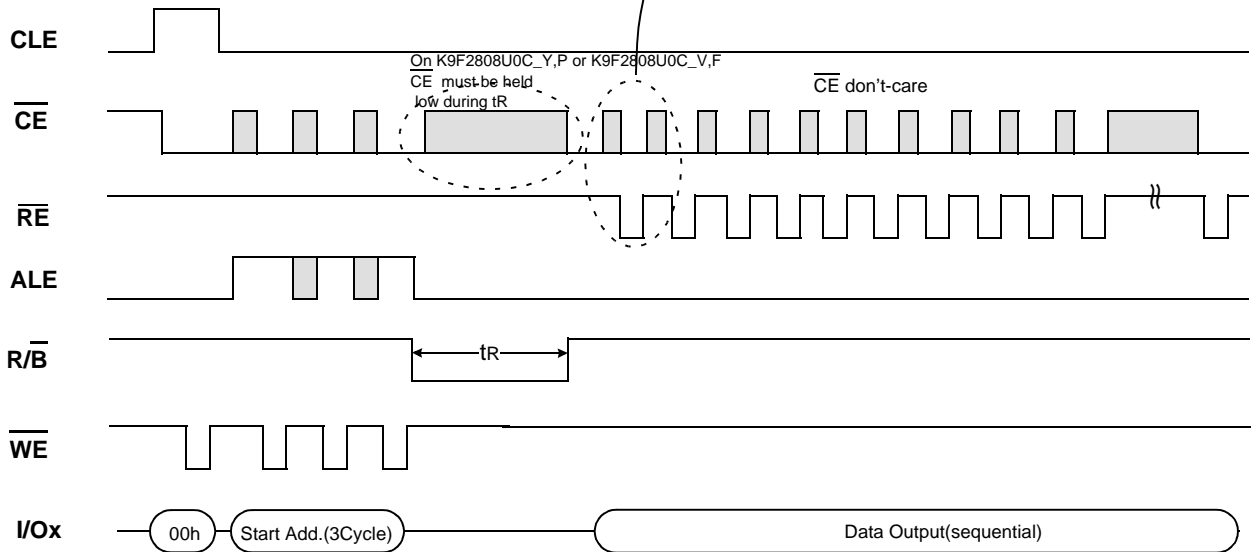 CLE
On K9F2808U0C_Y,P or K9F2808U0C_V,F
CE must be held
low during tR
CE don't-care
CE
RE
ALE
R/B
tR
WE
I/Ox
00h
Start Add.(3Cycle)
Data Output(sequential)